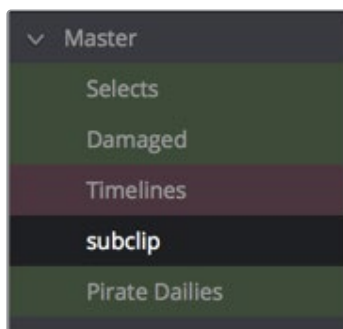 Master
Selects
Damaged
Timelines
subclip
Pirate Dailies